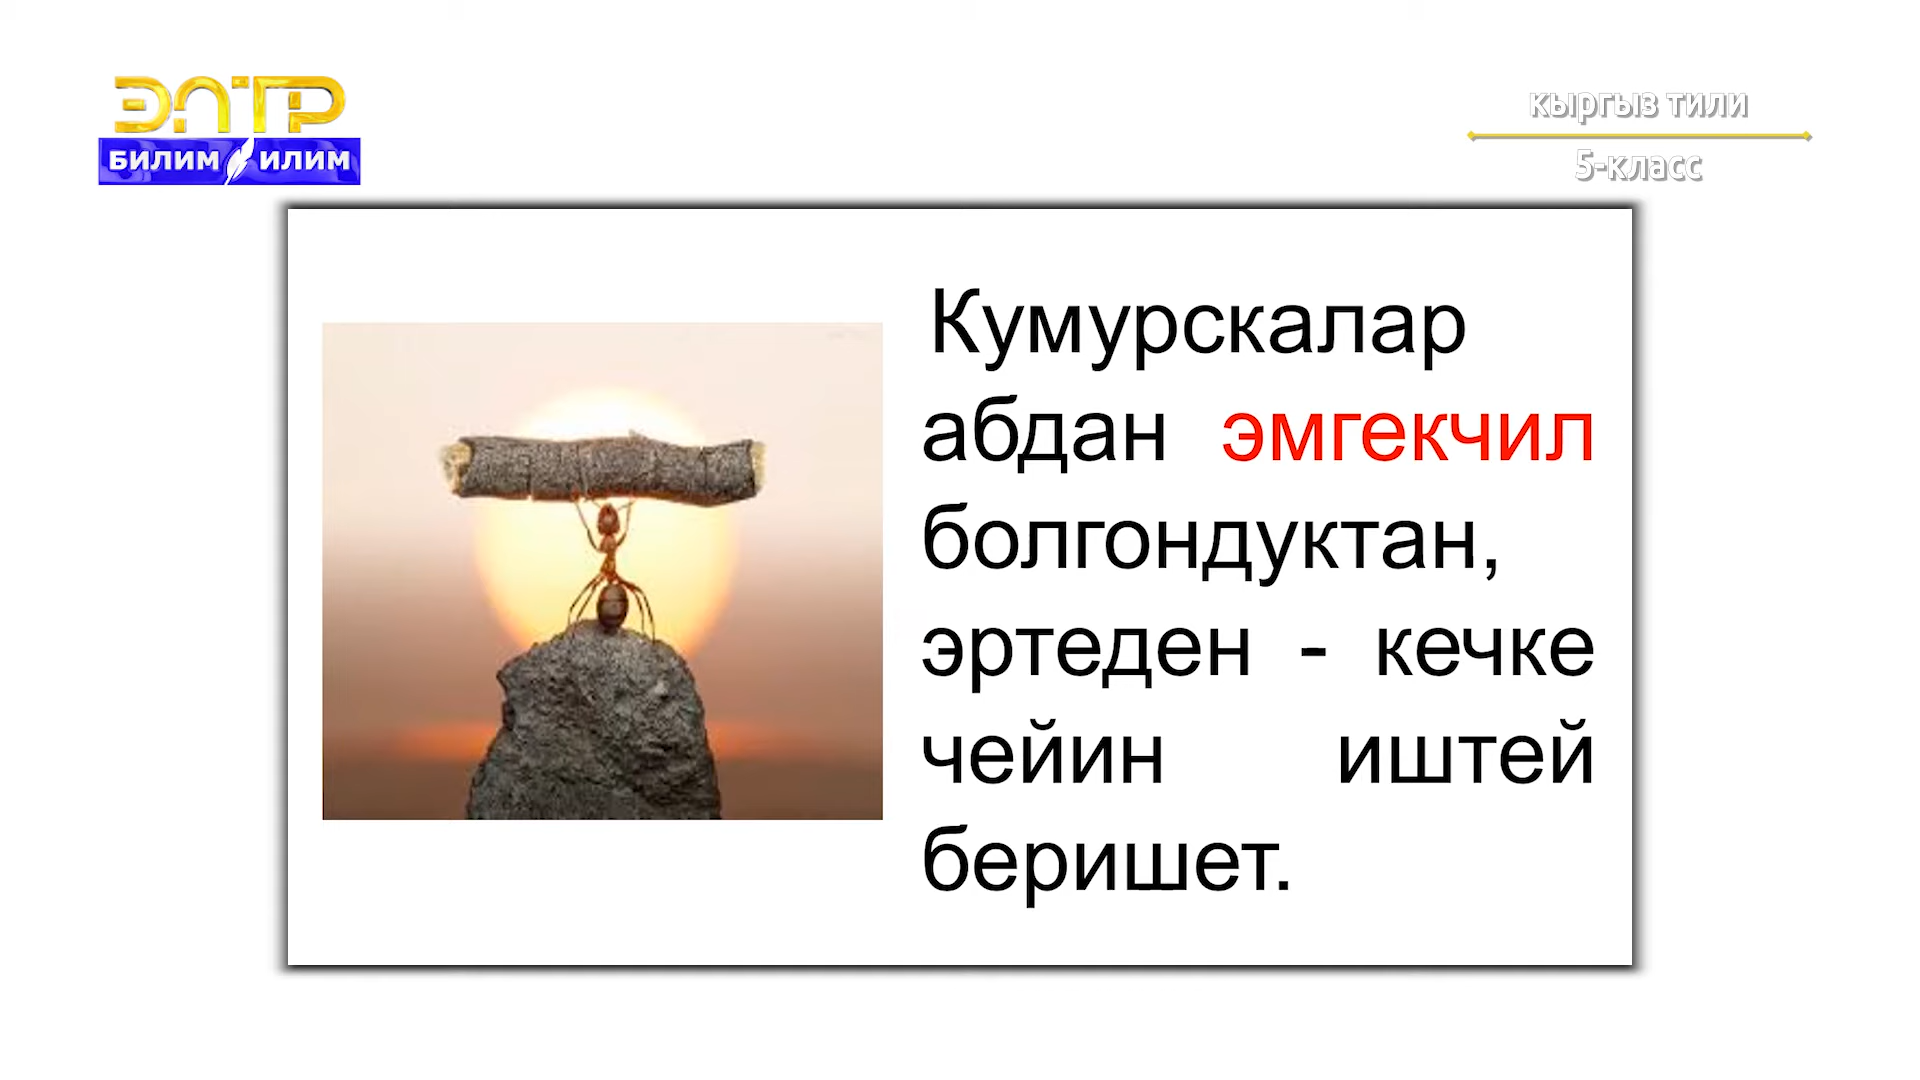 ЭЛТР
БИЛИМ ИЛИМ
кыргыз тили
5-класс
Кумурскалар
абдан эмгекчил
болгондуктан,
эртеден - кечке
чейин иштей
беришет.